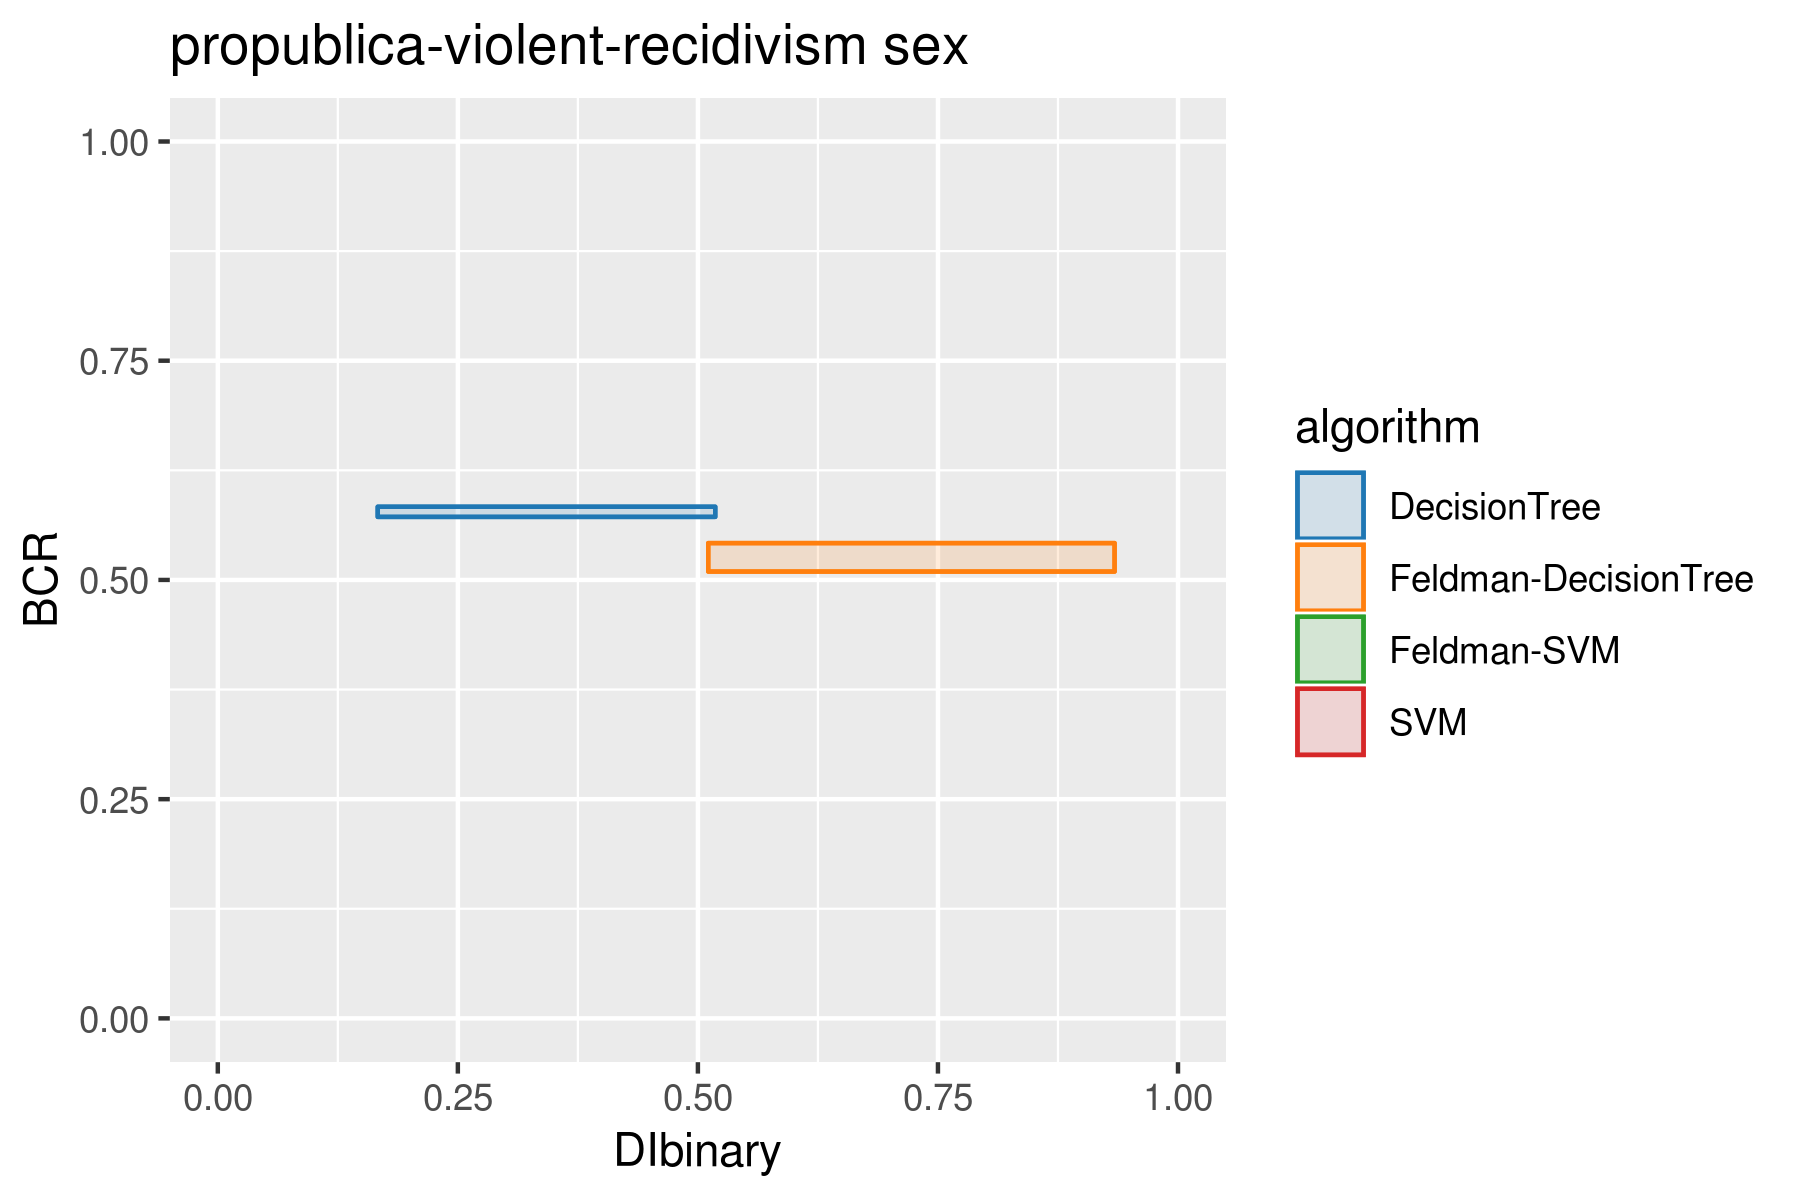 propublica-violent-recidivism sex
1.00
0.75
0.50
0.25
0.00
BCR
0.00 0.25 0.50 0.75 1.00
DIbinary
algorithm
DecisionTree
Feldman-DecisionTree
Feldman-SVM
SVM